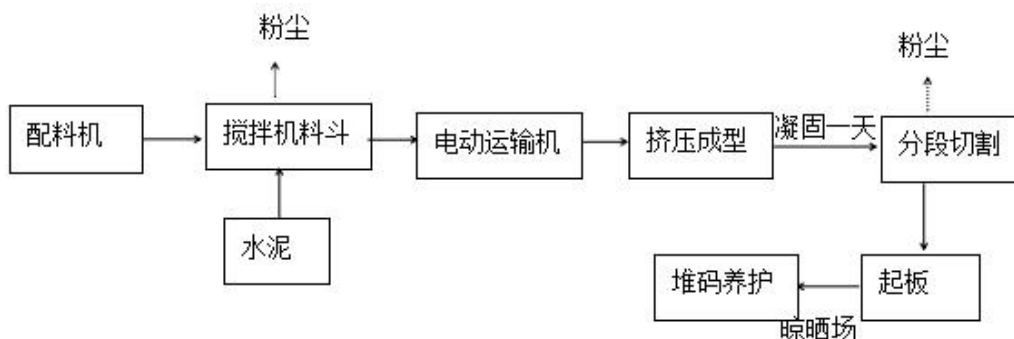 粉尘
粉尘
配料机
搅拌机料斗
电动运输机
挤压成型
凝固一天
分段切割
水泥
堆码养护
起板
晾晒场